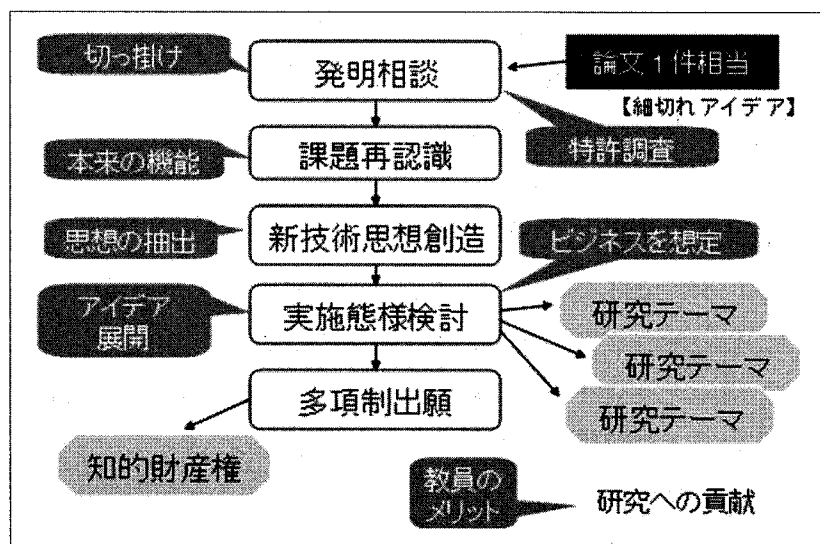 切っ掛け
発明相談
論文1件相当
【細切れアイデア】
本来の機能
課題再認識
特許調査
思想の抽出
新技術思想創造
ビジネスを想定
アイデア
展開
実施態様検討
研究テーマ
研究テーマ
研究テーマ
多項制出願
知的財産権
教員の
メリット
研究への貢献